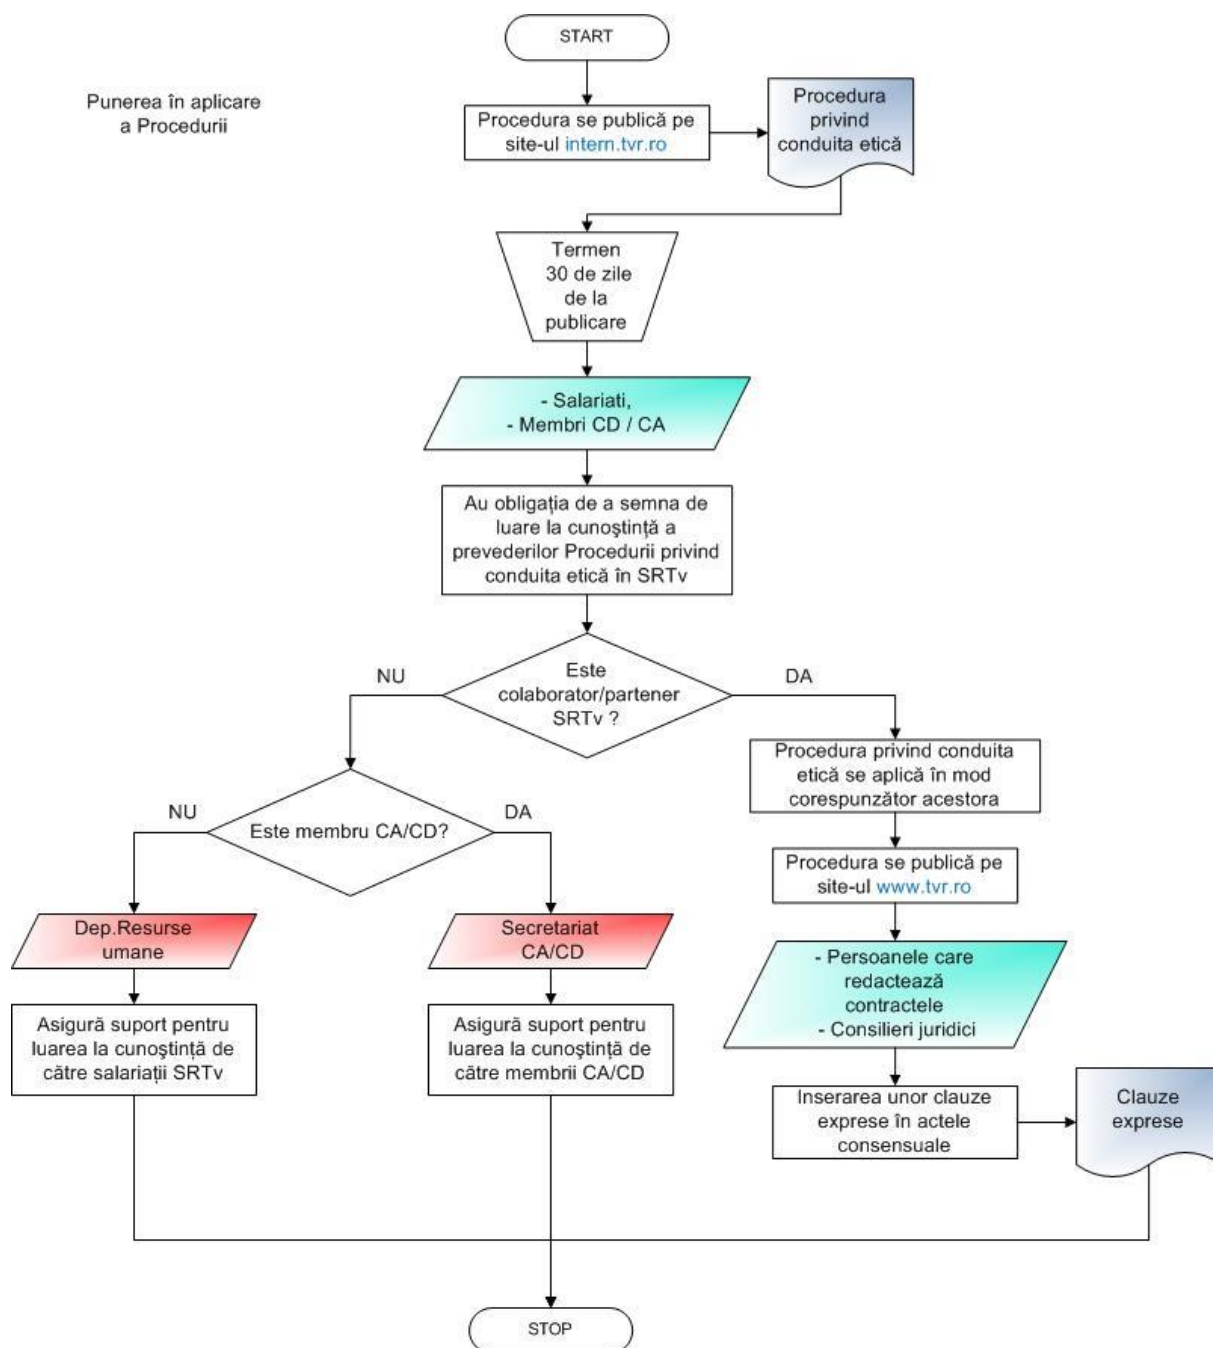 START
Punerea în aplicare
a Procedurii
Procedura se publică pe
site-ul intern.tvr.ro
Procedura
privind
conduita etică
Termen
30 de zile
de la
publicare
- Salariati,
- Membri CD / CA
Au obligaţia de a semna de
luare la cunoştinţă a
prevederilor Procedurii privind
conduita etică în SRTv
Este
colaborator/partener
SRTv ?
NU
DA
Procedura privind conduita
etică se aplică în mod
corespunzător acestora
Este membru CA/CD?
NU
DA
Procedura se publică pe
site-ul www.tvr.ro
Dep.Resurse
umane
Secretariat
CA/CD
- Persoanele care
redactează
contractele
- Consilieri juridici
Asigură suport pentru
luarea la cunoştinţă de
către salariaţii SRTv
Asigură suport pentru
luarea la cunoştinţă de
către membrii CA/CD
Inserarea unor clauze
exprese în actele
consensuale
Clauze
exprese
STOP